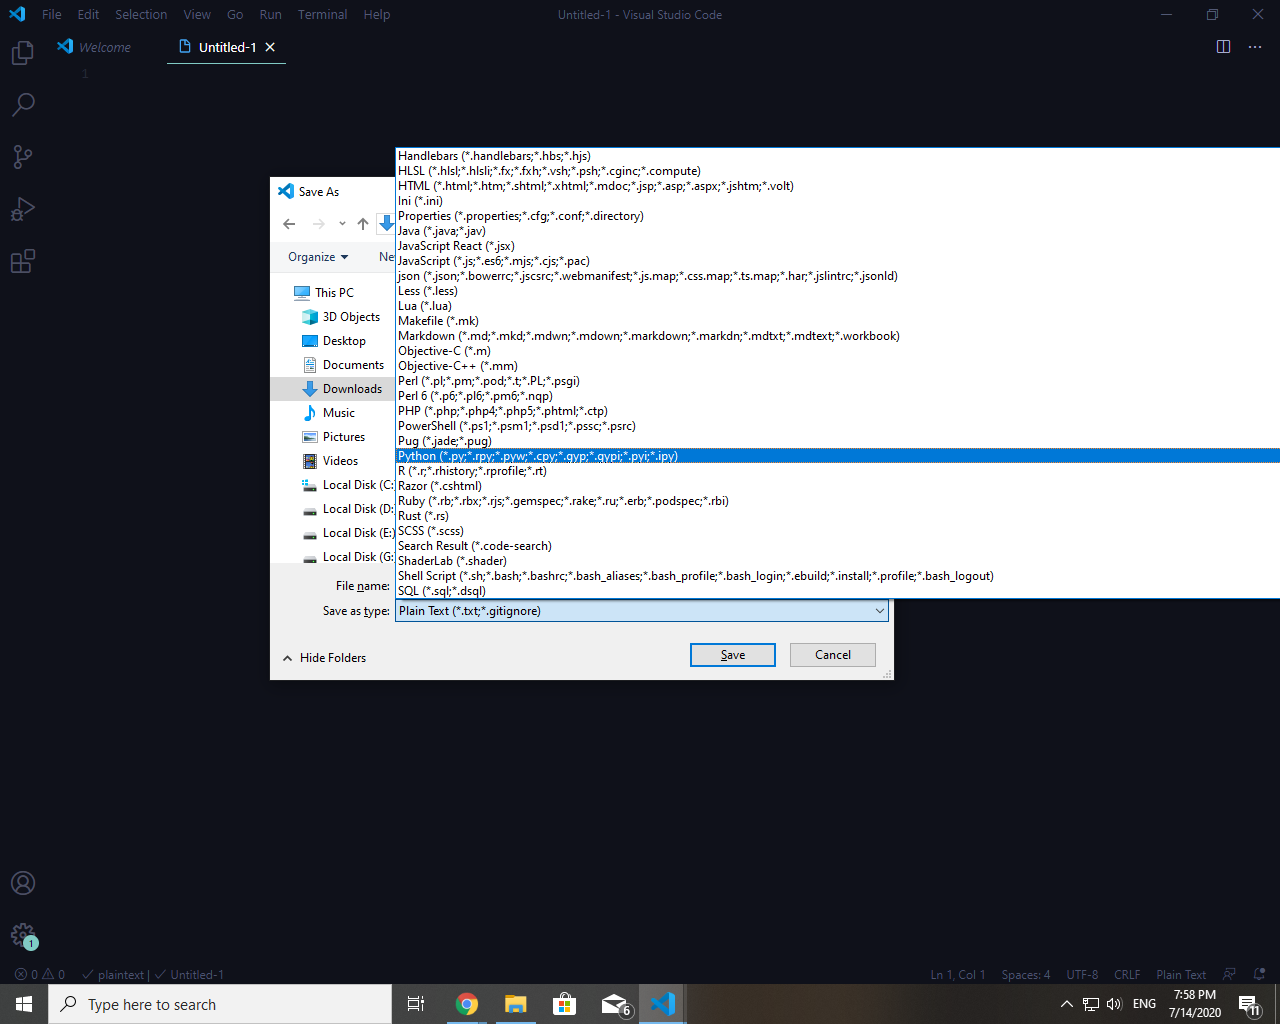 File Edit Selection View Go Run Terminal Help
Untitled-1 - Visual Studio Code
Welcome
Untitled-1
1
Save As
Organize
Ne
This PC
3D Objects
Desktop
Documents
Downloads
Music
Pictures
Videos
Local Disk (C:
Local Disk (D:
Local Disk (E:)
Local Disk (G:
Handlebars (*.handlebars;*.hbs;*.hjs)
HLSL (*.hlsl;*.hlsli;*.fx;*.fxh;*.vsh;*.psh;*.cginc;*.compute)
HTML (*.html;*.htm;*.shtml;*.xhtml;*.mdoc;*.jsp;*.asp;*.aspx;*.jshtm;*.volt)
Ini (*.ini)
Properties (*.properties;*.cfg;*.conf;*.directory)
Java (*.java;*.jav)
JavaScript React (*.jsx)
JavaScript (*.js;*.es6;*.mjs;*.cjs;*.pac)
json (*.json;*.bowerrc;*.jscsrc;*.webmanifest;*.js.map;*.css.map;*.ts.map;*.har;*.jslintrc;*.jsonld)
Less (*.less)
Lua (*.lua)
Makefile (*.mk)
Markdown (*.md;*.mkd;*.mdwn;*.mdown;*.markdown;*.markdn;*.mdtxt;*.mdtext;*.workbook)
Objective-C (*.m)
Objective-C++ (*.mm)
Perl (*.pl;*.pm;*.pod;*.t;*.PL;*.psgi)
Perl 6 (*.p6;*.pl6;*.pm6;*.nqp)
PHP (*.php;*.php4;*.php5;*.phtml;*.ctp)
PowerShell (*.ps1;*.psm1;*.psd1;*.pssc;*.psrc)
Pug (*.jade;*.pug)
Python (*.py;*.rpy;*.pyw;*.cpy;*.gyp;*.gypi;*.pyi;*.ipy)
R (*.r;*.rhistory;*.rprofile;*.rt)
Razor (*.cshtml)
Ruby (*.rb;*.rbx;*.rjs;*.gemspec;*.rake;*.ru;*.erb;*.podspec;*.rbi)
Rust (*.rs)
SCSS (*.scss)
Search Result (*.code-search)
ShaderLab (*.shader)
Shell Script (*.sh;*.bash;*.bashrc;*.bash_aliases;*.bash_profile;*.bash_login;*.ebuild;*.install;*.profile;*.bash_logout)
SQL (*.sql;*.dsql)
File name:
Save as type: Plain Text (*.txt;*.gitignore)
Hide Folders
Save
Cancel
1
0 0 plaintext | Untitled-1
Ln 1, Col 1 Spaces: 4 UTF-8 CRLF Plain Text
Type here to search
6
ENG
7:58 PM
7/14/2020
11